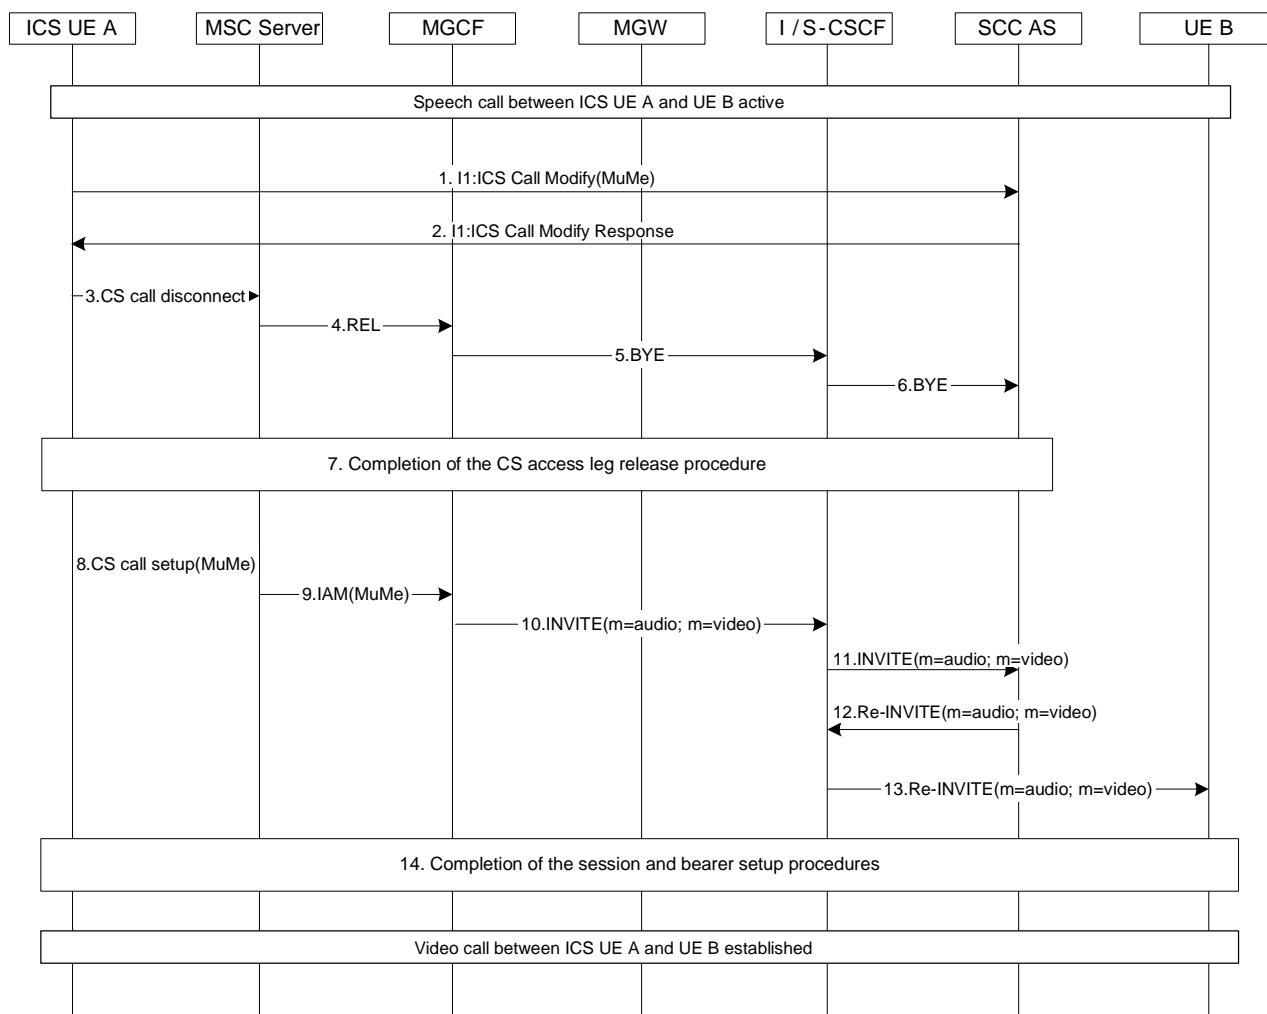 ICS UE A
MSC Server
MGCF
MGW
I / S-CSCF
SCC AS
UE B
Speech call between ICS UE A and UE B active
1. I1:ICS Call Modify(MuMe)
2. I1:ICS Call Modify Response
3.CS call disconnect
4.REL
5.BYE
6.BYE
7. Completion of the CS access leg release procedure
8.CS call setup(MuMe)
9.IAM(MuMe)
10.INVITE(m=audio; m=video)
11.INVITE(m=audio; m=video)
12.Re-INVITE(m=audio; m=video)
13.Re-INVITE(m=audio; m=video)
14. Completion of the session and bearer setup procedures
Video call between ICS UE A and UE B established